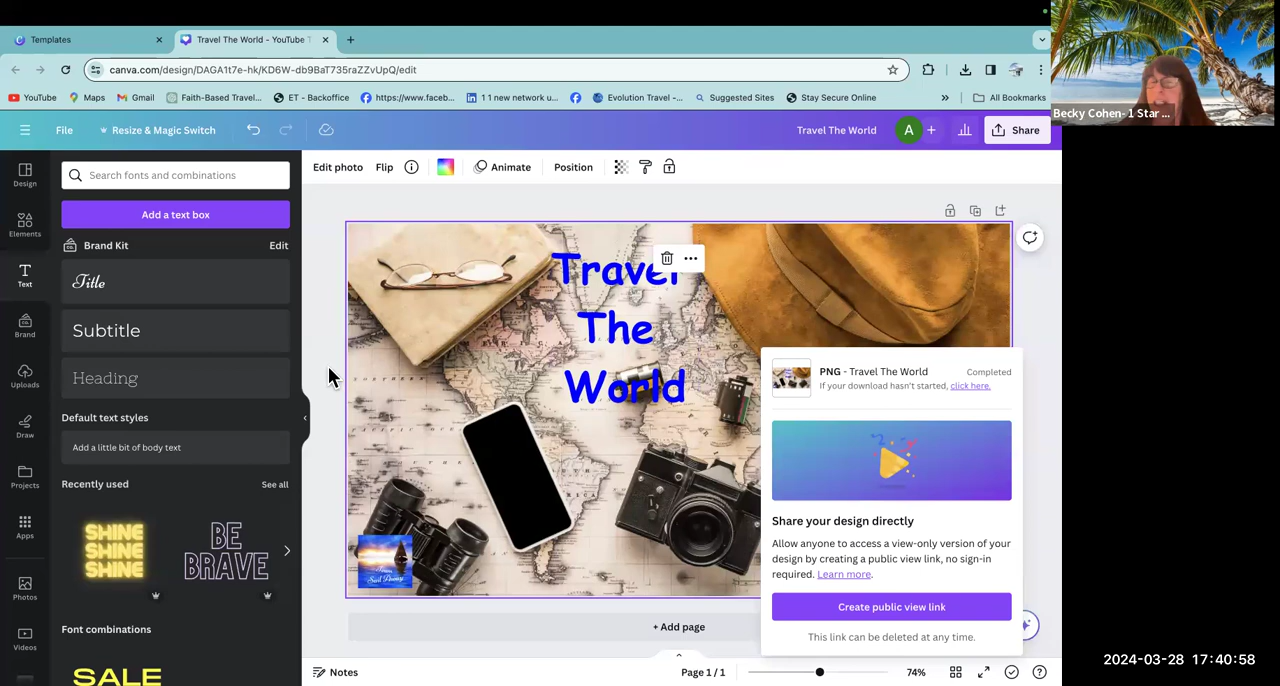 Templates
Travel The World - YouTube T
canva.com/design/DAGA1t7e-hk/KD6W-db9BaT735raZZvUpQ/edit
YouTube
Maps
Gmail
Faith-Based Travel...
ET - Backoffice
https://www.faceb...
1 1 new network u...
Evolution Travel -...
Suggested Sites
Stay Secure Online
»
All Bookmarks
Becky Cohen- 1 Star ...
File
Resize & Magic Switch
Travel The World
A
Share
Edit photo
Flip
Animate
Position
Design
Elements
Text
Brand
Uploads
Draw
Projects
Apps
Photos
Videos
Search fonts and combinations
Add a text box
Brand Kit
Edit
Title
Subtitle
Heading
Default text styles
Add a little bit of body text
Recently used
See all
SHINE
SHINE
SHINE
BE
BRAVE
Font combinations
SALE
Travel
The
World
PNG - Travel The World
Completed
If your download hasn't started, click here.
Share your design directly
Allow anyone to access a view-only version of your
design by creating a public view link, no sign-in
required. Learn more.
Create public view link
This link can be deleted at any time.
+ Add page
Notes
Page 1 / 1
74%
2024-03-28 17:40:58